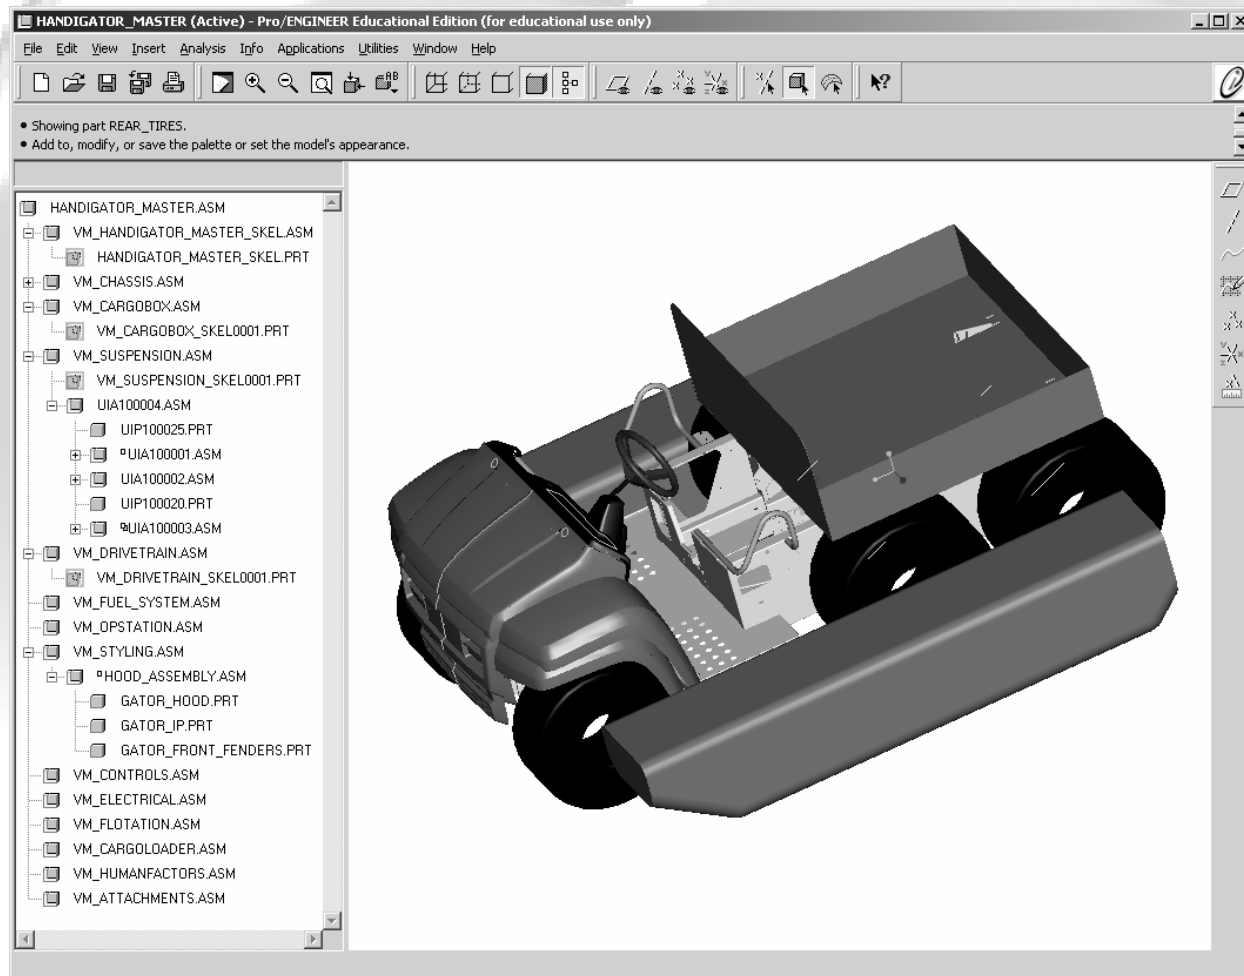 HANDIGATOR_MASTER (Active) - Pro/ENGINEER Educational Edition (for educational use only)
File Edit View Insert Analysis Info Applications Utilities Window Help
AB
• Showing part REAR_TIRES.
• Add to, modify, or save the palette or set the model's appearance.
HANDIGATOR_MASTER.ASM
VM_HANDIGATOR_MASTER_SKEL.ASM
HANDIGATOR_MASTER_SKEL.PRT
VM_CHASSIS.ASM
VM_CARGOBOX.ASM
VM_CARGOBOX_SKEL0001.PRT
VM_SUSPENSION.ASM
VM_SUSPENSION_SKEL0001.PRT
UIA100004.ASM
UIP100025.PRT
UIA100001.ASM
UIA100002.ASM
UIP100020.PRT
UIA100003.ASM
VM_DRIVETRAIN.ASM
VM_DRIVETRAIN_SKEL0001.PRT
VM_FUEL_SYSTEM.ASM
VM_OPSTATION.ASM
VM_STYLING.ASM
HOOD_ASSEMBLY.ASM
GATOR_HOOD.PRT
GATOR_IP.PRT
GATOR_FRONT_FENDERS.PRT
VM_CONTROLS.ASM
VM_ELECTRICAL.ASM
VM_FLOTATION.ASM
VM_CARGOLOADER.ASM
VM_HUMANFACTORS.ASM
VM_ATTACHMENTS.ASM